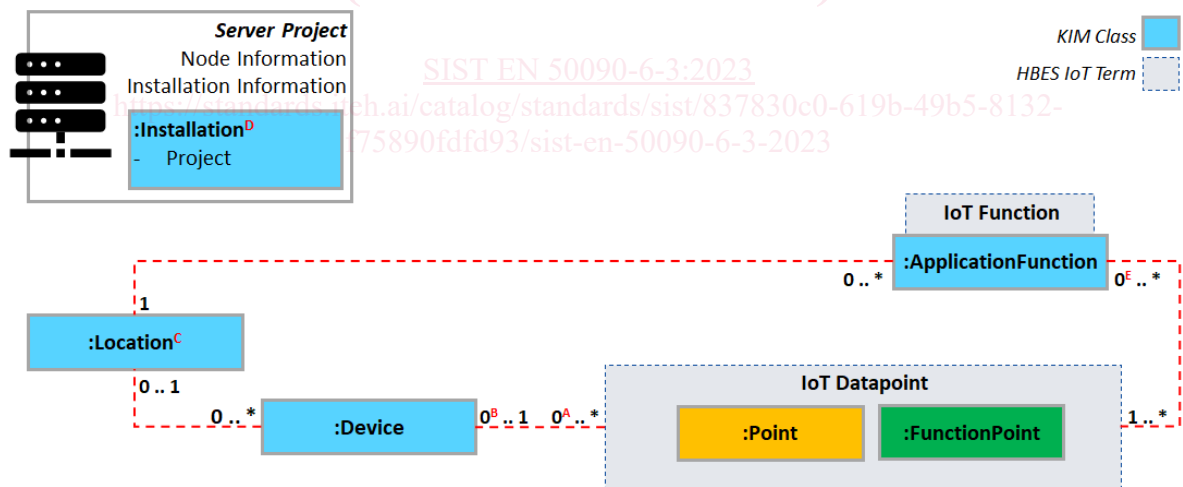 Server Project
Node Information
Installation Information
:Installationᴰ
- Project
KIM Class
HBES IoT Term
SIST EN 50090-6-3:2023
https://standards.iteh.ai/catalog/standards/sist/837830c0-619b-49b5-8132-
f75890fdfd93/sist-en-50090-6-3-2023
IoT Function
:ApplicationFunction
0 .. *
0ᴱ .. *
1
:Locationᶜ
0 .. 1
0 .. *
:Device
0ᴮ .. 1
0ᴬ .. *
IoT Datapoint
:Point
:FunctionPoint
1 .. *